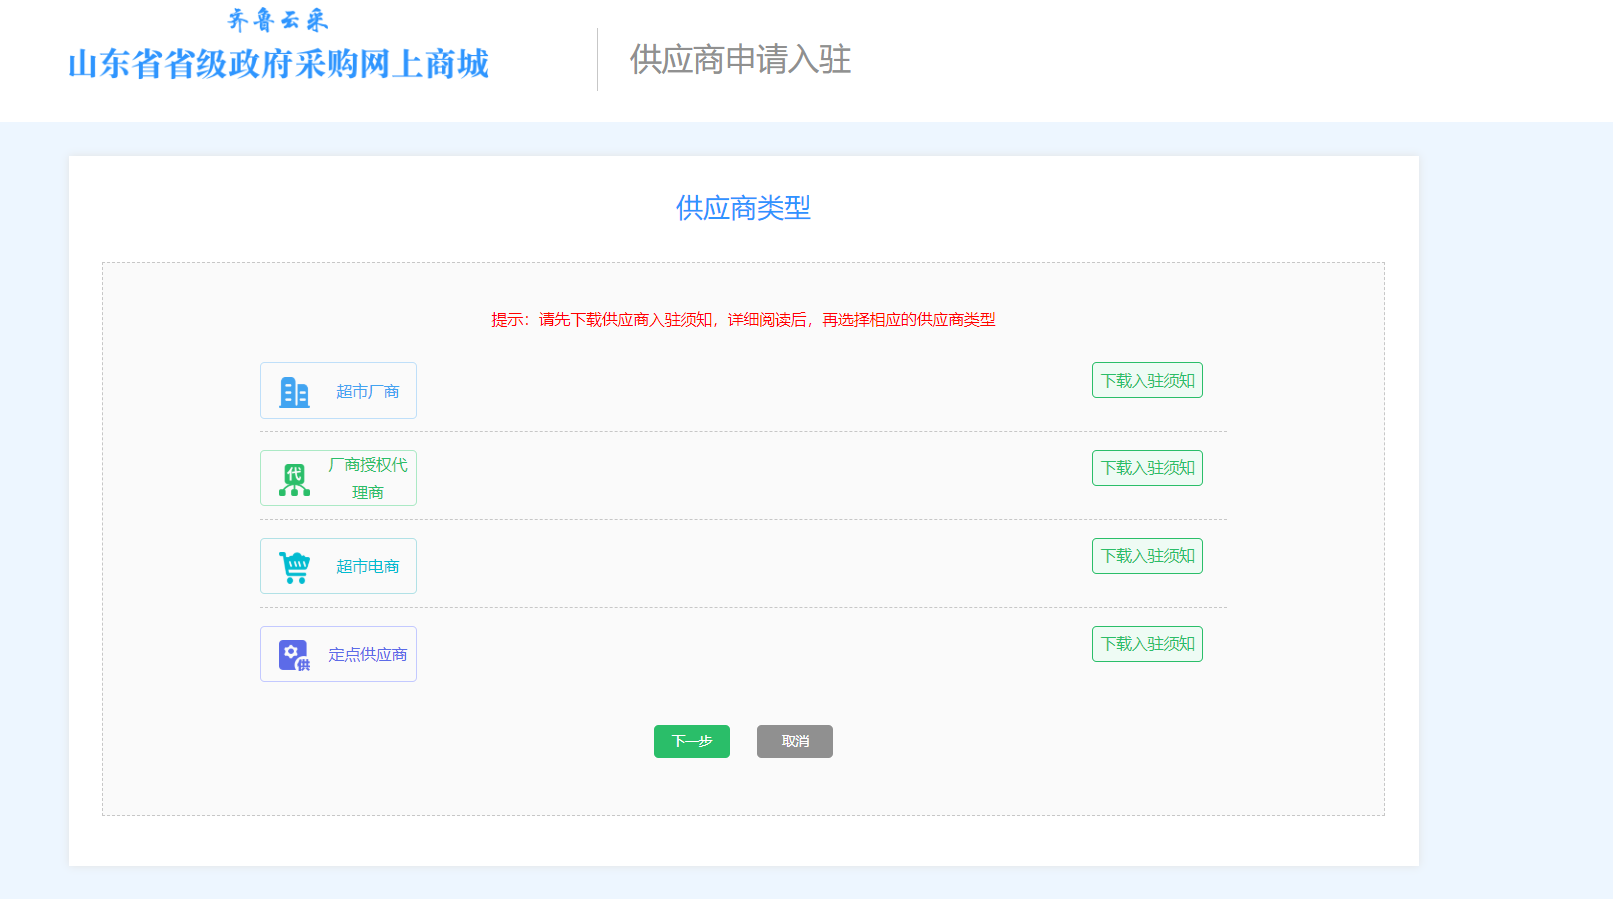 齐鲁云采
山东省省级政府采购网上商城
供应商申请入驻
供应商类型
提示：请先下载供应商入驻须知，详细阅读后，再选择相应的供应商类型
超市厂商
下载入驻须知
代
厂商授权代
理商
下载入驻须知
超市电商
下载入驻须知
供
定点供应商
下载入驻须知
下一步
取消